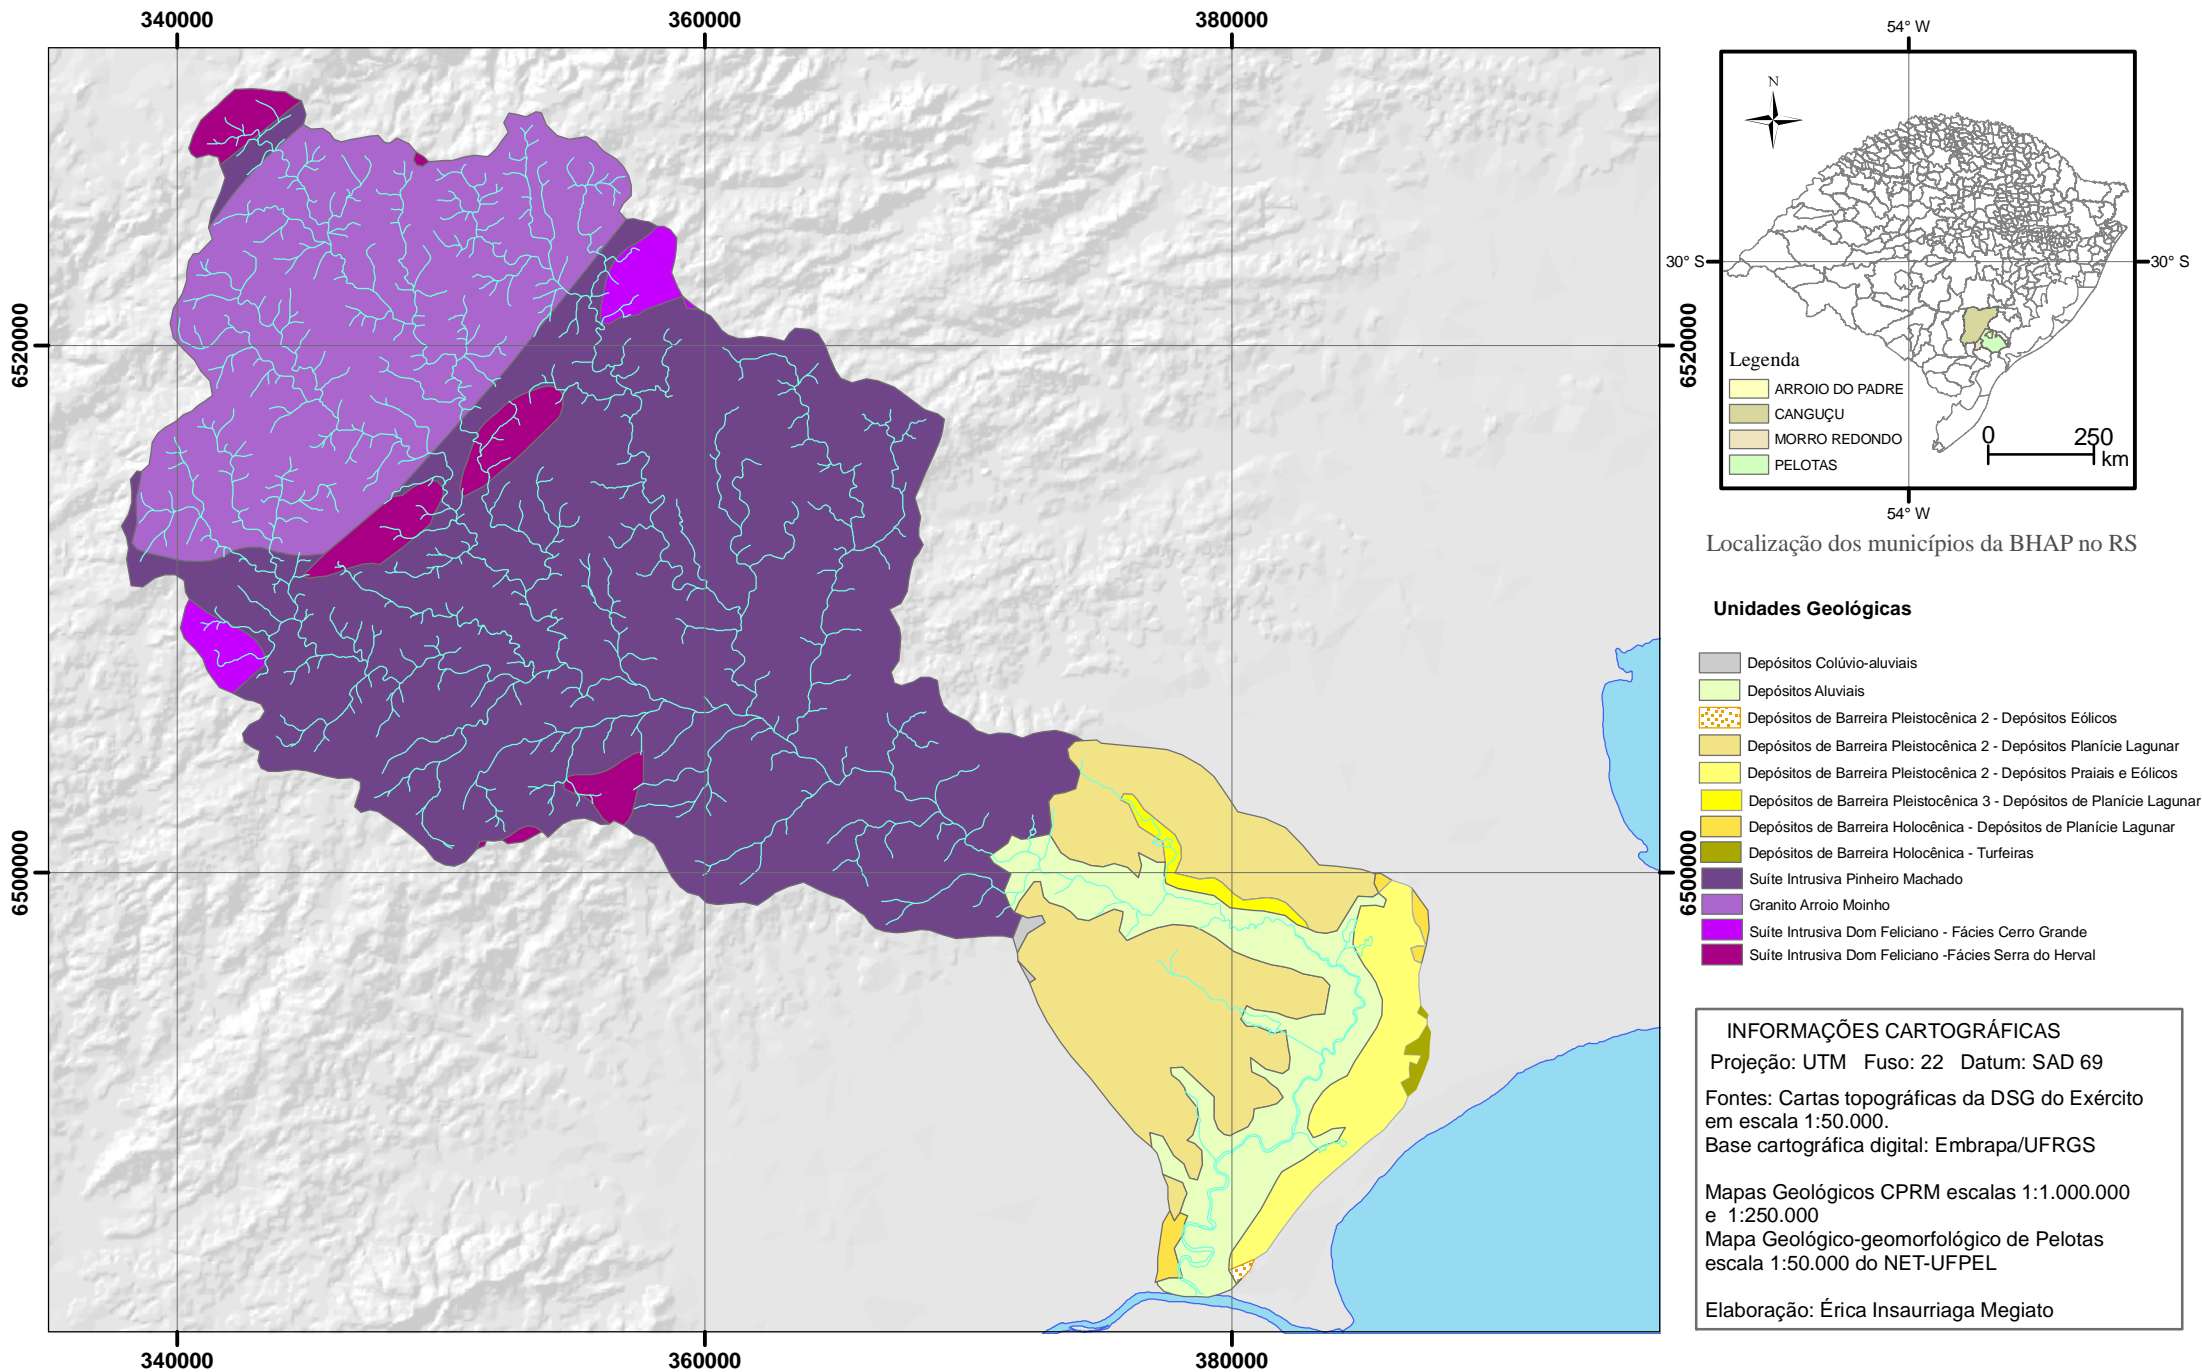 340000
360000
380000
6520000
6500000
6520000
6500000
340000
360000
380000
54° W
N
30° S
30° S
Legenda
ARROIO DO PADRE
CANGUÇU
MORRO REDONDO
PELOTAS
0 250
km
54° W
Localização dos municípios da BHAP no RS
Unidades Geológicas
Depósitos Colúvio-aluviais
Depósitos Aluviais
Depósitos de Barreira Pleistocênica 2 - Depósitos Eólicos
Depósitos de Barreira Pleistocênica 2 - Depósitos Planície Lagunar
Depósitos de Barreira Pleistocênica 2 - Depósitos Praiais e Eólicos
Depósitos de Barreira Pleistocênica 3 - Depósitos de Planície Lagunar
Depósitos de Barreira Holocênica - Depósitos de Planície Lagunar
Depósitos de Barreira Holocênica - Turfeiras
Suíte Intrusiva Pinheiro Machado
Granito Arroio Moinho
Suíte Intrusiva Dom Feliciano - Fácies Cerro Grande
Suíte Intrusiva Dom Feliciano -Fácies Serra do Herval
INFORMAÇÕES CARTOGRÁFICAS
Projeção: UTM Fuso: 22 Datum: SAD 69
Fontes: Cartas topográficas da DSG do Exército
em escala 1:50.000.
Base cartográfica digital: Embrapa/UFRGS
Mapas Geológicos CPRM escalas 1:1.000.000
e 1:250.000
Mapa Geológico-geomorfológico de Pelotas
escala 1:50.000 do NET-UFPEL
Elaboração: Érica Insaurriaga Megiato